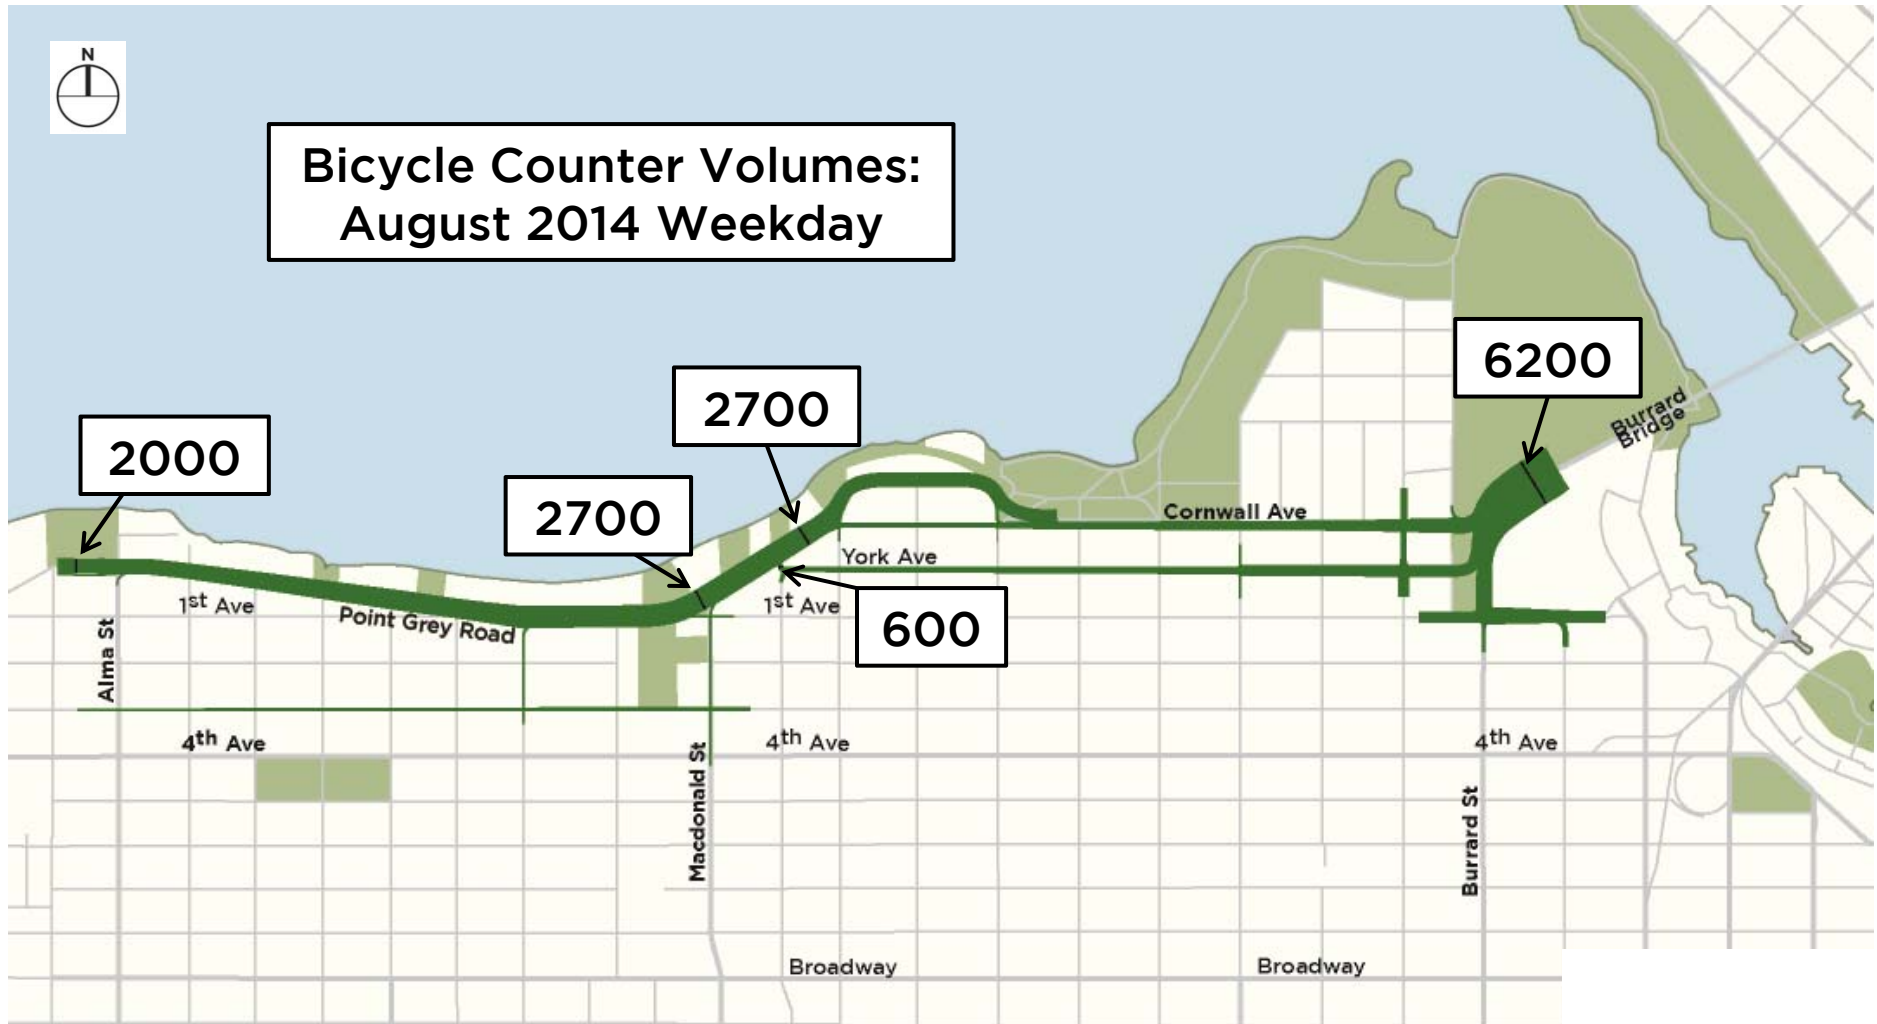 N
Bicycle Counter Volumes:
August 2014 Weekday
6200
Burrard
Bridge
2700
2000
2700
Cornwall Ave
York Ave
1st Ave
1st Ave
600
Point Grey Road
Alma St
4th Ave
4th Ave
4th Ave
Macdonald St
Burrard St
Broadway
Broadway